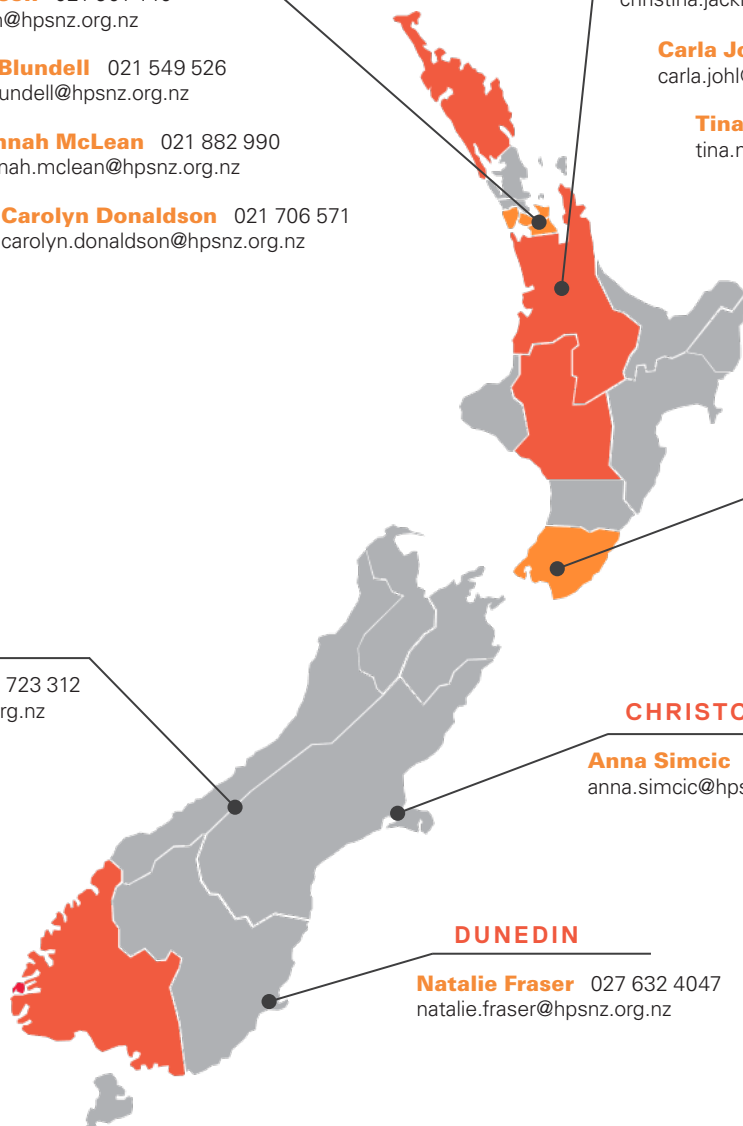 n@hpsnz.org.nz
Blundell 021 549 526
undell@hpsnz.org.nz
nnah McLean 021 882 990
nah.mclean@hpsnz.org.nz
Carolyn Donaldson 021 706 571
carolyn.donaldson@hpsnz.org.nz
Carla Jo
carla.johl@
Tina
tina.n
723 312
rg.nz
CHRISTC
Anna Simcic
anna.simcic@hps
DUNEDIN
Natalie Fraser 027 632 4047
natalie.fraser@hpsnz.org.nz